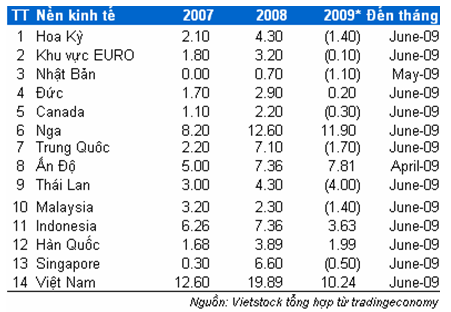 TT Nền kinh tế 2007 2008 2009* Đến tháng
1 Hoa Kỳ 2.10 4.30 (1.40) June-09
2 Khu vực EURO 1.80 3.20 (0.10) June-09
3 Nhật Bản 0.00 0.70 (1.10) May-09
4 Đức 1.70 2.90 0.20 June-09
5 Canada 1.10 2.20 (0.30) June-09
6 Nga 8.20 12.60 11.90 June-09
7 Trung Quốc 2.20 7.10 (1.70) June-09
8 Ấn Độ 5.00 7.36 7.81 April-09
9 Thái Lan 3.00 4.30 (4.00) June-09
10 Malaysia 3.20 2.30 (1.40) June-09
11 Indonesia 6.26 7.36 3.63 June-09
12 Hàn Quốc 1.68 3.89 1.99 June-09
13 Singapore 0.30 6.60 (0.50) June-09
14 Việt Nam 12.60 19.89 10.24 June-09
Nguồn: Vietstock tổng hợp từ tradingeconomy